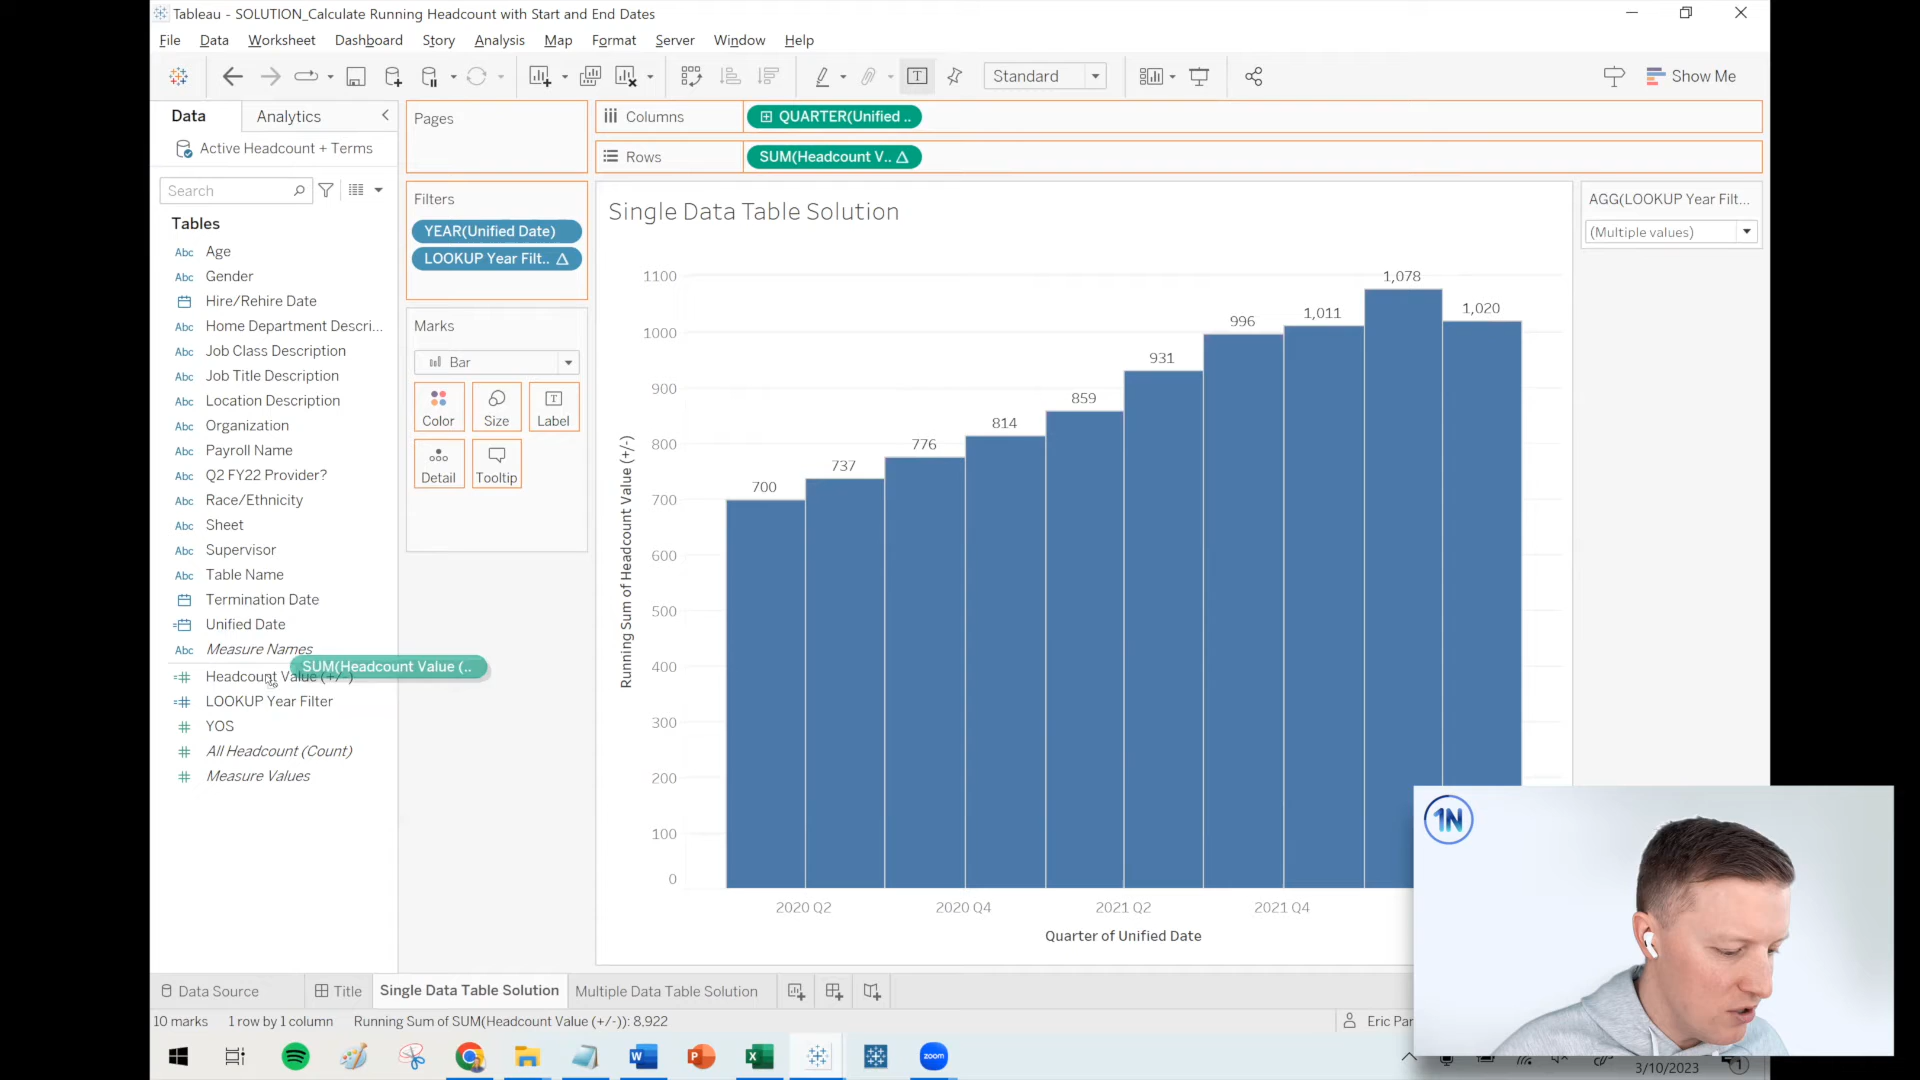 Tableau - SOLUTION_Calculate Running Headcount with Start and End Dates
File Data Worksheet Dashboard Story Analysis Map Format Server Window Help
Standard
Show Me
Data
Analytics
Active Headcount + Terms
Search
Tables
Abc Age
Abc Gender
Hire/Rehire Date
Abc Home Department Descri...
Abc Job Class Description
Abc Job Title Description
Abc Location Description
Abc Organization
Abc Payroll Name
Abc Q2 FY22 Provider?
Abc Race/Ethnicity
Abc Sheet
Abc Supervisor
Abc Table Name
Termination Date
Unified Date
Abc Measure Names
SUM(Headcount Value (..
Headcount Value (+/-)
LOOKUP Year Filter
YOS
All Headcount (Count)
Measure Values
Pages
Filters
YEAR(Unified Date)
LOOKUP Year Filt.. Δ
Marks
Bar
Color
Size
Label
Detail
Tooltip
Columns
QUARTER(Unified ..
Rows
SUM(Headcount V.. Δ
Single Data Table Solution
1100
1000
900
800
700
600
500
400
300
200
100
0
Running Sum of Headcount Value (+/-)
700
737
776
814
859
931
996
1,011
1,078
1,020
2020 Q2
2020 Q4
2021 Q2
2021 Q4
Quarter of Unified Date
AGG(LOOKUP Year Filt...
(Multiple values)
1N
Data Source
Title
Single Data Table Solution
Multiple Data Table Solution
10 marks
1 row by 1 column
Running Sum of SUM(Headcount Value (+/-)): 8,922
Eric Par
zoom
3/10/2023
1